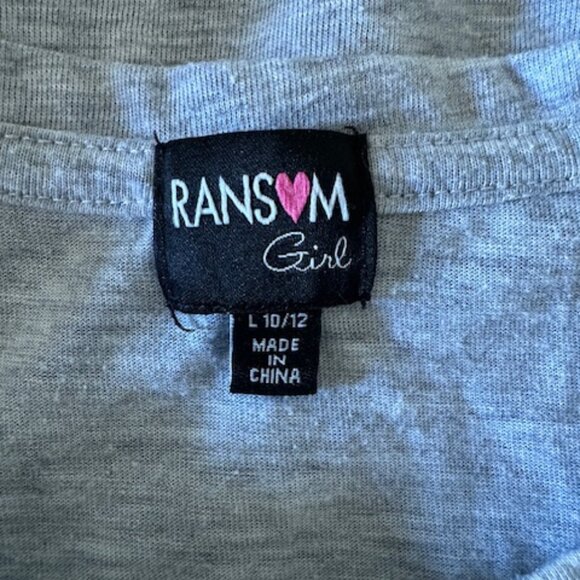 RANS♥M
Girl
L 10/12
MADE
IN
CHINA